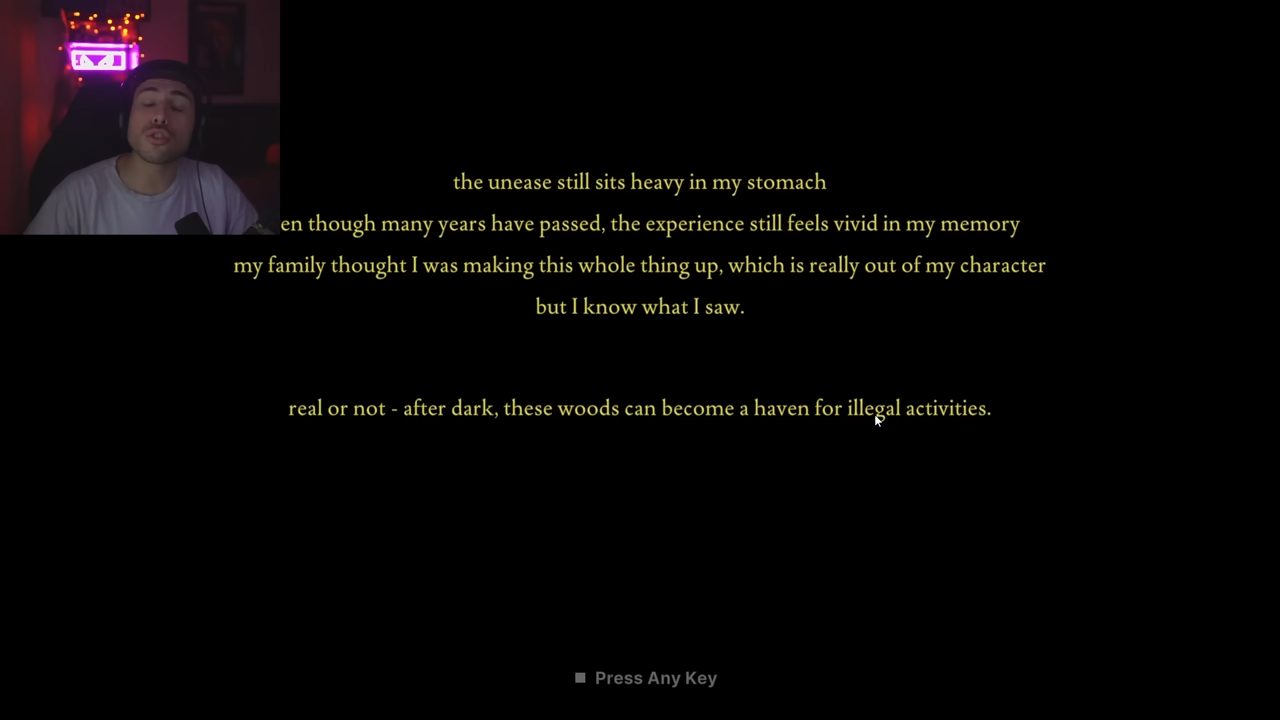 the unease still sits heavy in my stomach
en though many years have passed, the experience still feels vivid in my memory
my family thought I was making this whole thing up, which is really out of my character
but I know what I saw.
real or not - after dark, these woods can become a haven for illegal activities.
Press Any Key